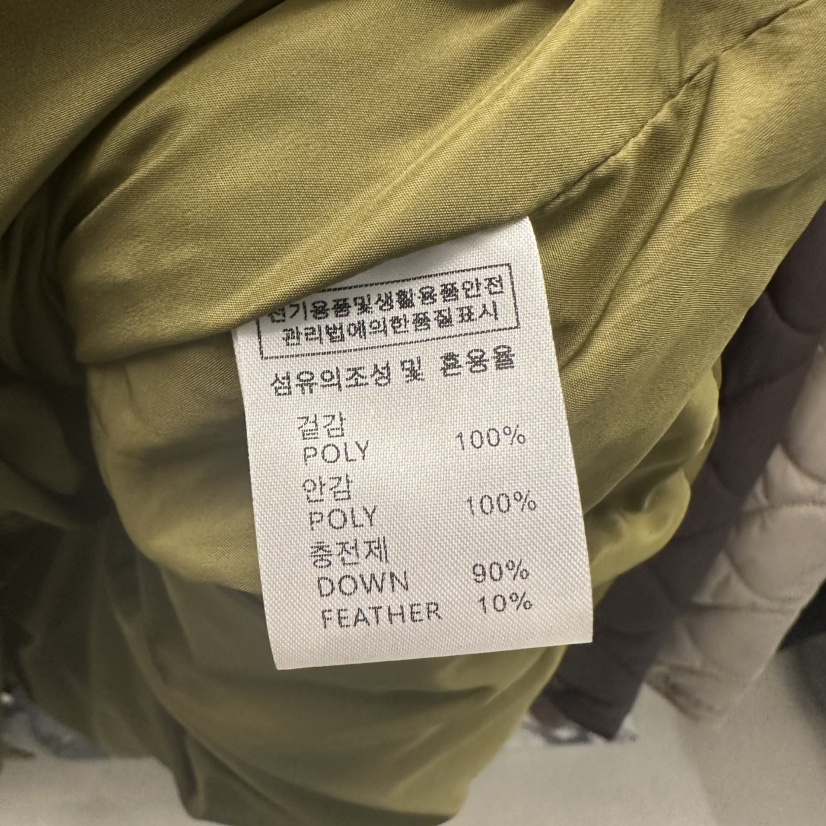 전기용품및생활용품안전
관리법에의한품질표시
섬유의조성 및 혼용율
겉감
POLY 100%
안감
POLY 100%
충전제
DOWN 90%
FEATHER 10%